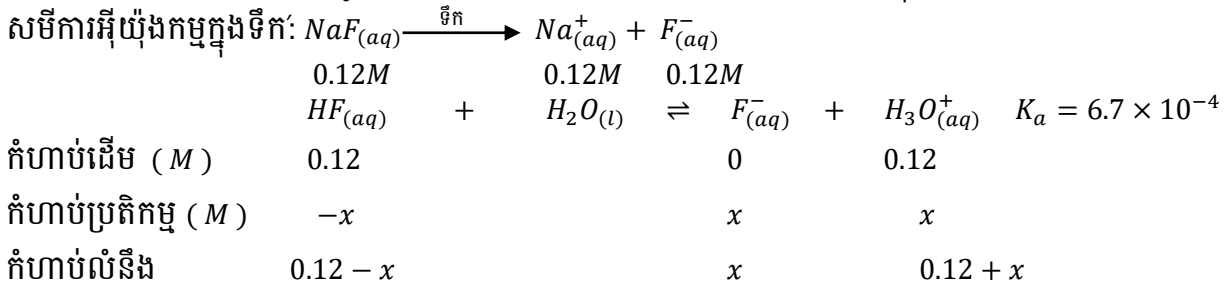 សមីការអ៊ីយ៉ុងកម្មក្នុងទឹក៖ NaF(aq) ទឹក → Na⁺(aq) + F⁻(aq)
0.12M 0.12M 0.12M
HF(aq) + H₂O(l) ⇌ F⁻(aq) + H₃O⁺(aq) Kₐ = 6.7 × 10⁻⁴
កំហាប់ដើម ( M ) 0.12 0 0.12
កំហាប់ប្រតិកម្ម ( M ) −x x x
កំហាប់លំនឹង 0.12 − x x 0.12 + x